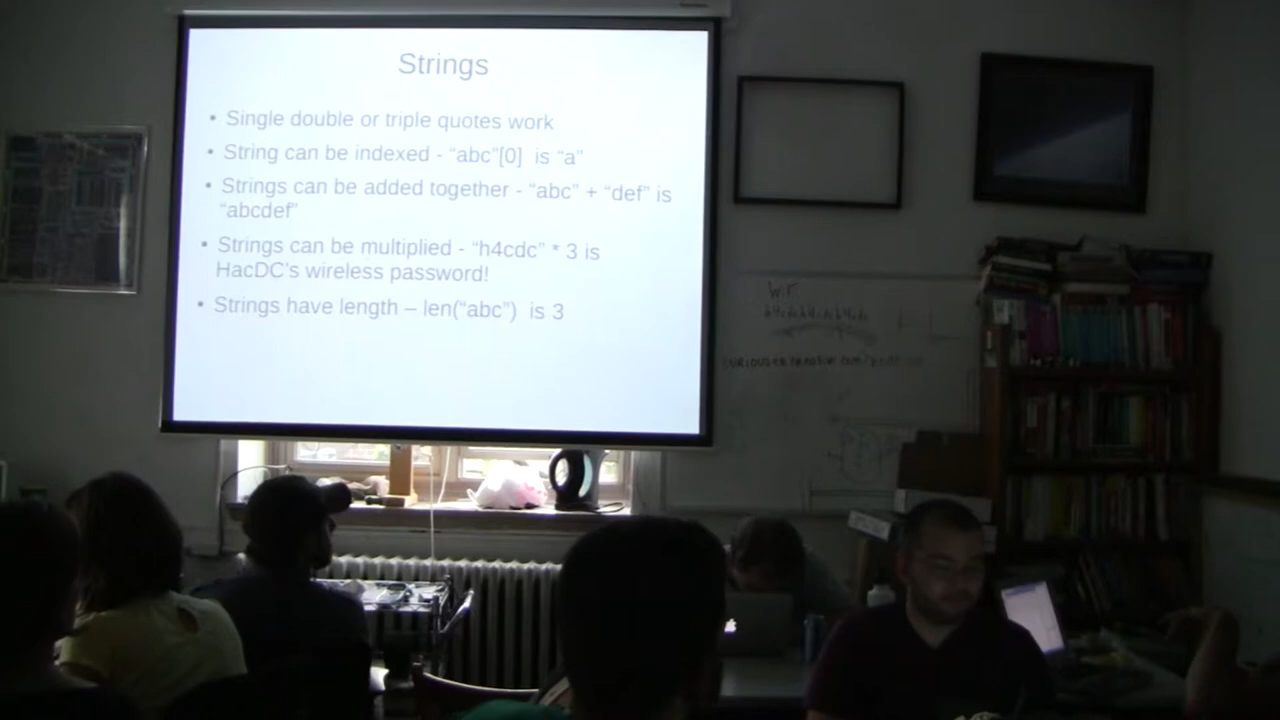 Strings
• Single double or triple quotes work
• String can be indexed - “abc”[0] is “a”
• Strings can be added together - “abc” + “def” is
“abcdef”
• Strings can be multiplied - “h4cdc” * 3 is
HacDC's wireless password!
• Strings have length – len(“abc”) is 3